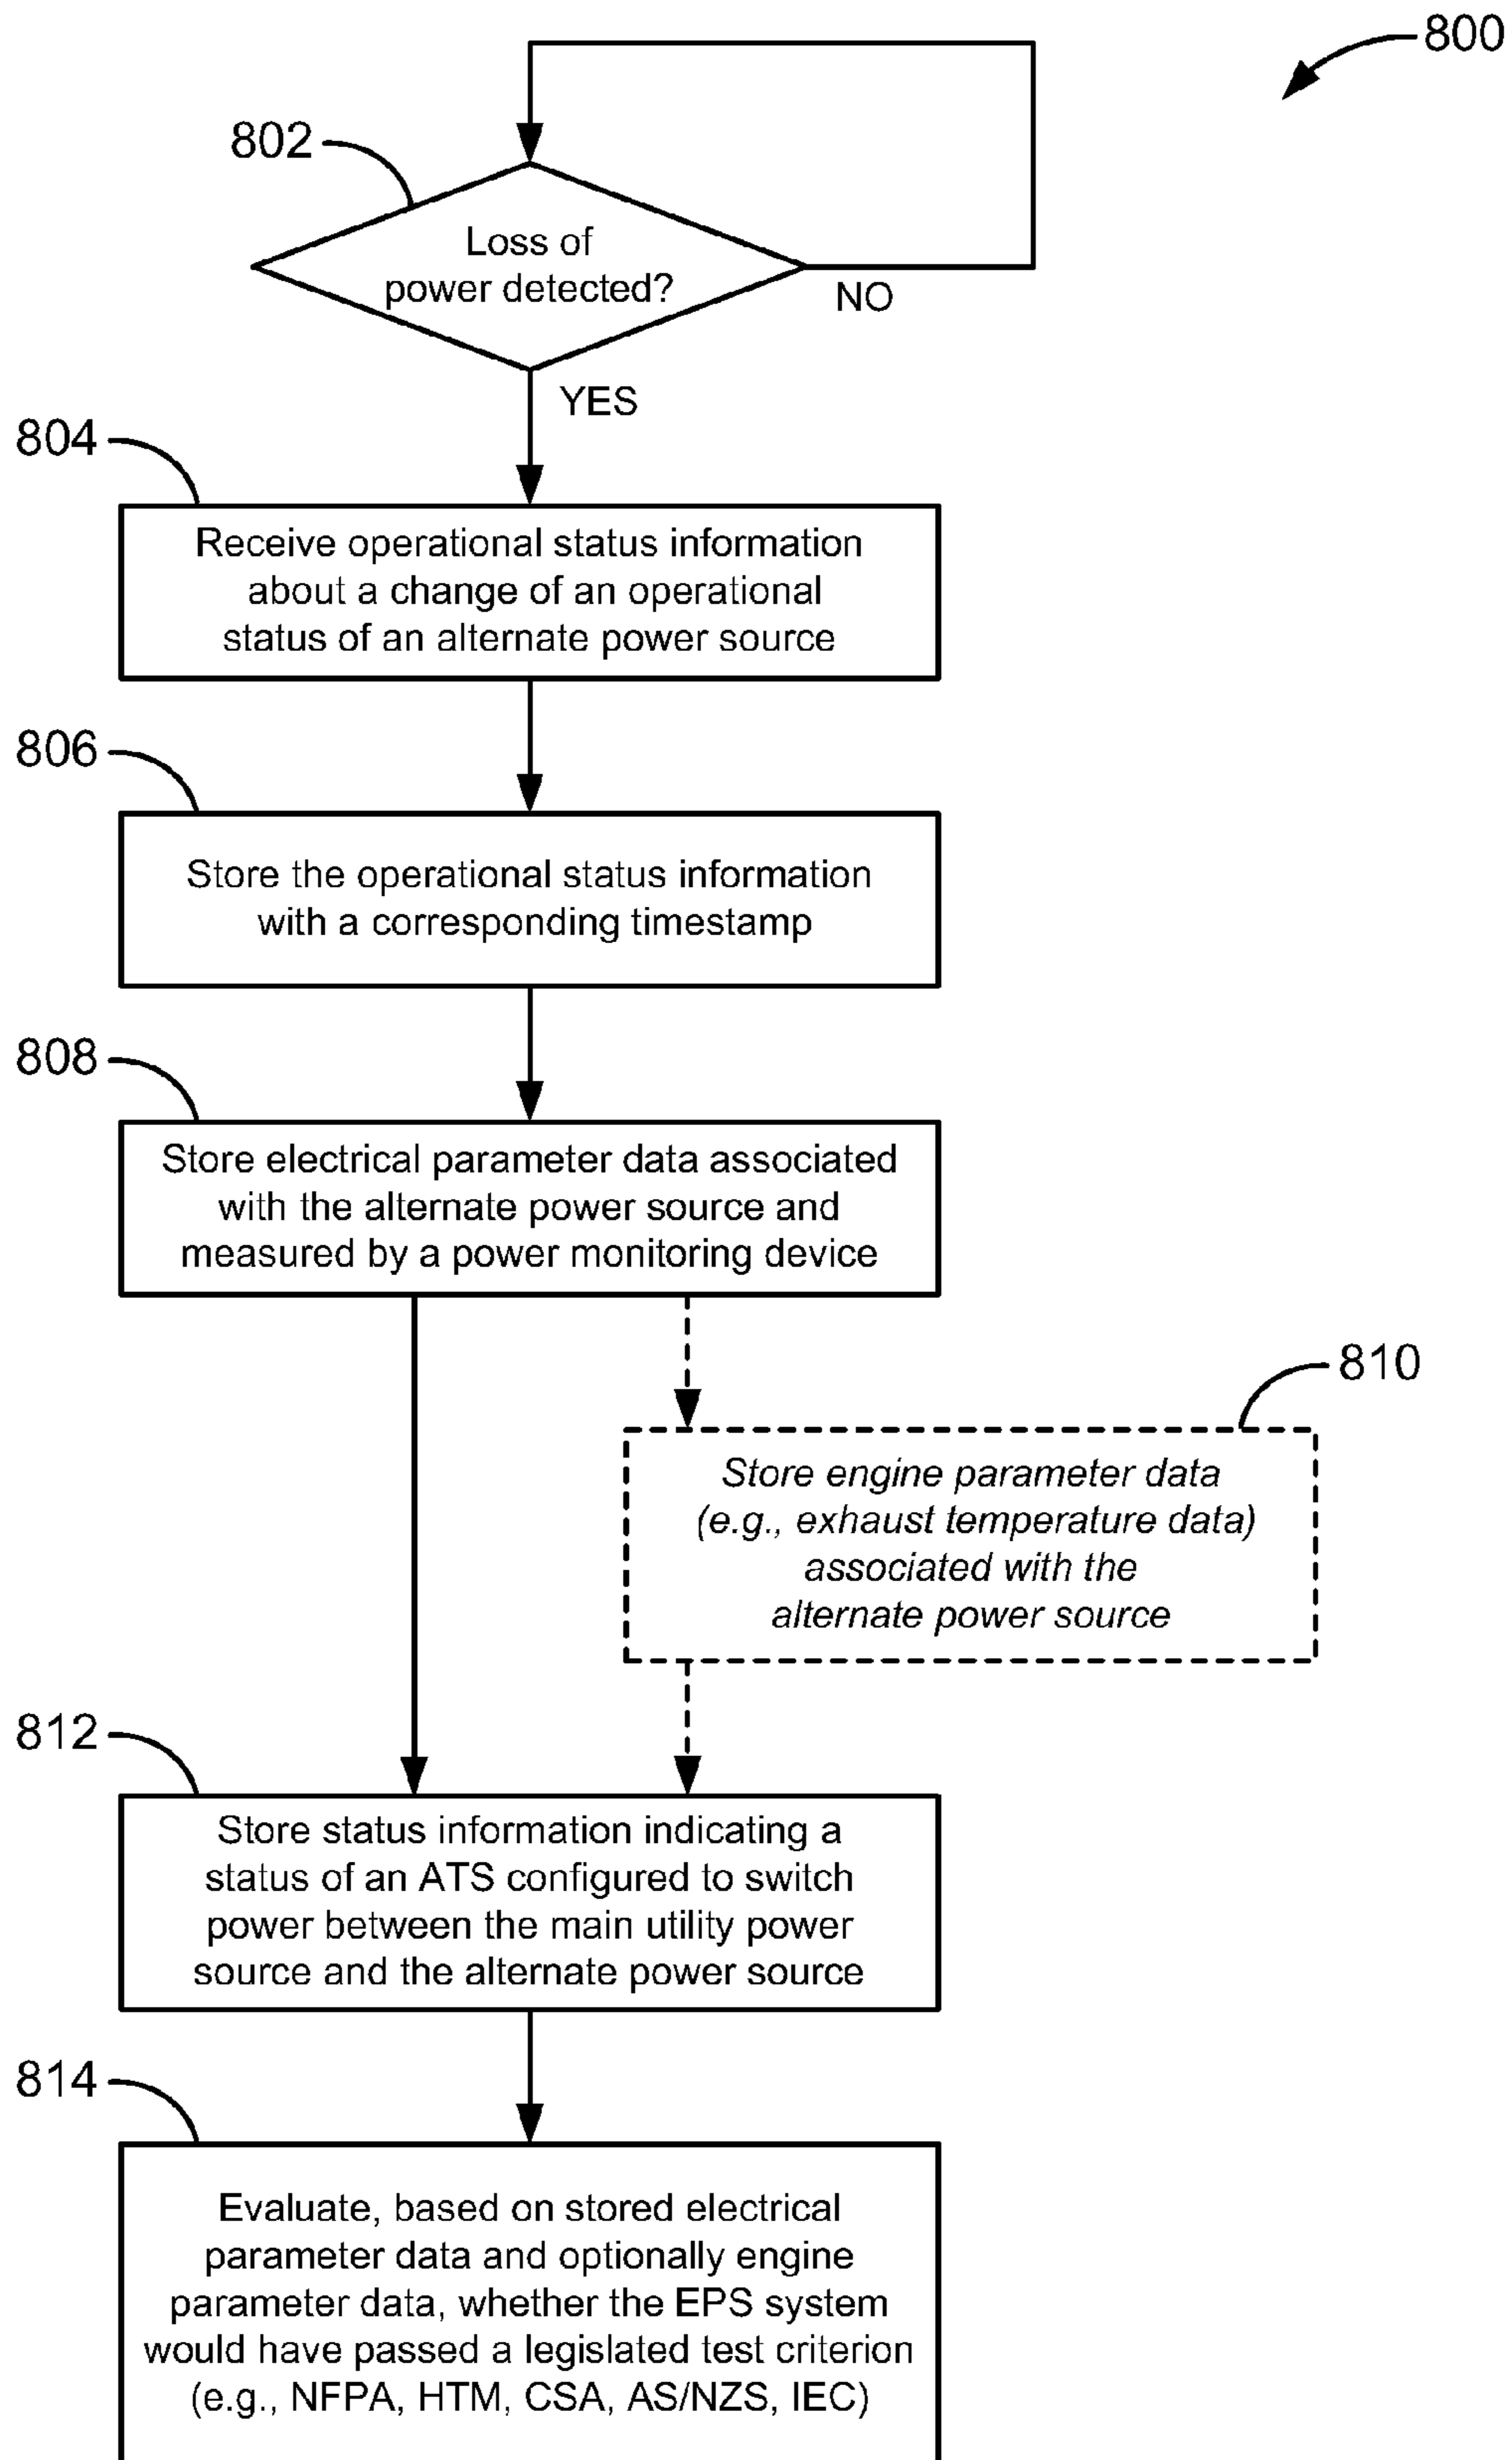 800
802
Loss of
power detected?
NO
YES
804
Receive operational status information
about a change of an operational
status of an alternate power source
806
Store the operational status information
with a corresponding timestamp
808
Store electrical parameter data associated
with the alternate power source and
measured by a power monitoring device
810
Store engine parameter data
(e.g., exhaust temperature data)
associated with the
alternate power source
812
Store status information indicating a
status of an ATS configured to switch
power between the main utility power
source and the alternate power source
814
Evaluate, based on stored electrical
parameter data and optionally engine
parameter data, whether the EPS system
would have passed a legislated test criterion
(e.g., NFPA, HTM, CSA, AS/NZS, IEC)